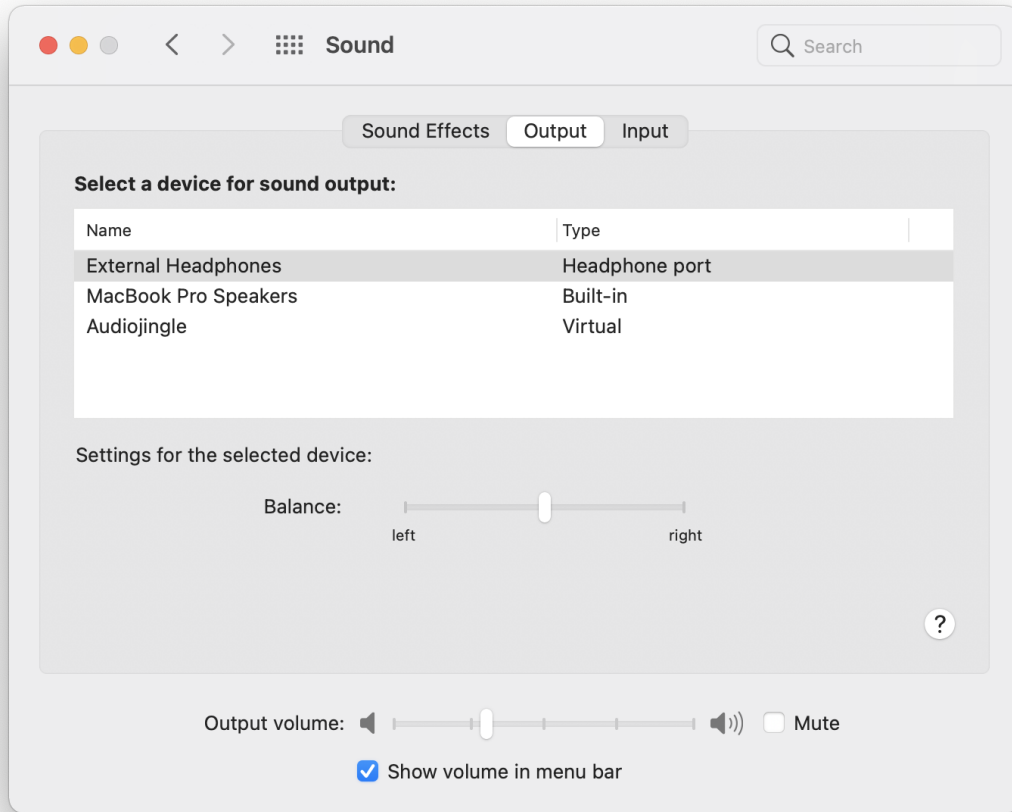 Sound
Search
Sound Effects Output Input
Select a device for sound output:
Name Type
External Headphones Headphone port
MacBook Pro Speakers Built-in
Audiojingle Virtual
Settings for the selected device:
Balance:
left right
?
Output volume: Mute
Show volume in menu bar